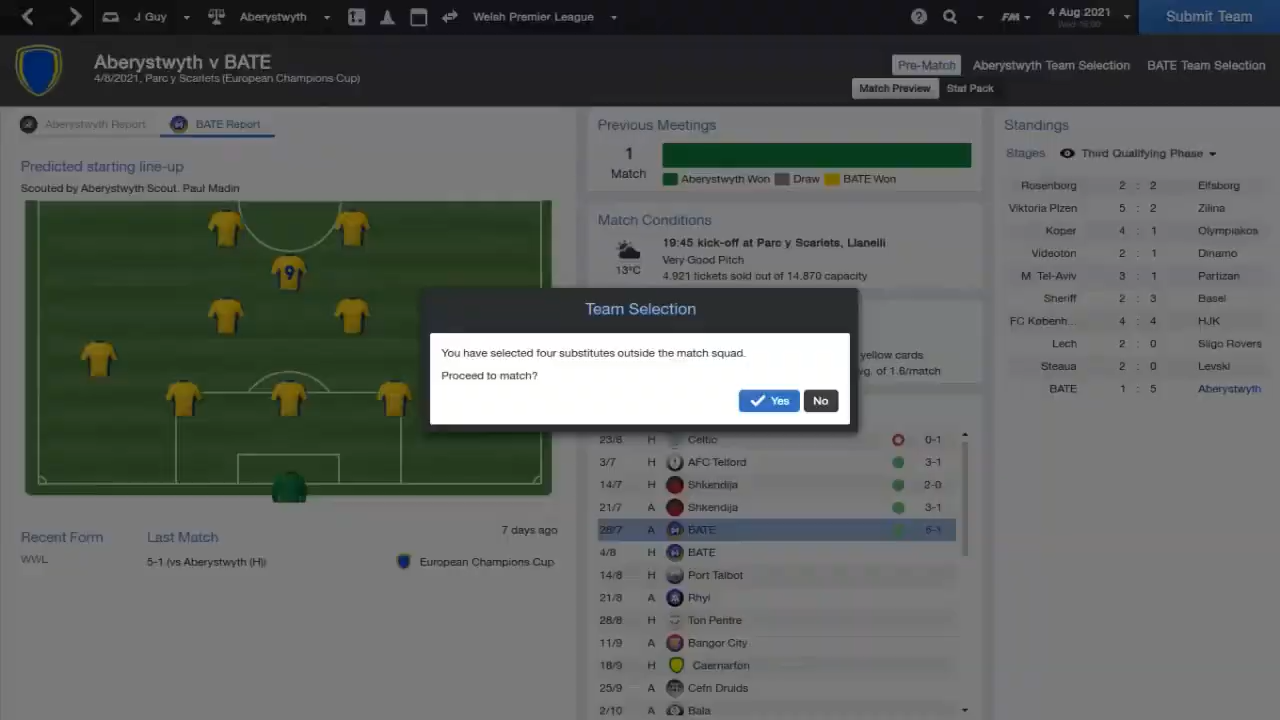 J Guy
Aberystwyth
Welsh Premier League
FM
4 Aug 2021
Submit Team
Aberystwyth v BATE
4/8/2021, Parc y Scarlets (European Champions Cup)
Pre-Match
Aberystwyth Team Selection
BATE Team Selection
Match Preview
Stat Pack
Aberystwyth Report
BATE Report
Predicted starting line-up
Scouted by Aberystwyth Scout. Paul Madin
9
Recent Form
WWL
Last Match
7 days ago
5-1 (vs Aberystwyth (H))
European Champions Cup
Previous Meetings
1
Match
Aberystwyth Won
Draw
BATE Won
Match Conditions
19:45 kick-off at Parc y Scarlets, Llanelli
Very Good Pitch
13°C
4.921 tickets sold out of 14.870 capacity
yellow cards
vg. of 1.6/match
Team Selection
You have selected four substitutes outside the match squad.
Proceed to match?
Yes
No
H Celtic 0-1
3/7 H AFC Telford 3-1
14/7 H Shkendija 2-0
21/7 A Shkendija 3-1
A BATE 5-1
4/8 H BATE
14/8 H Port Talbot
21/8 A Rhyl
28/8 H Ton Pentre
11/9 A Bangor City
18/9 H Caernarfon
25/9 A Cefn Druids
2/10 A Bala
Standings
Stages
Third Qualifying Phase
Rosenborg 2 : 2 Elfsborg
Viktoria Plzen 5 : 2 Zilina
Koper 4 : 1 Olympiakos
Videoton 2 : 1 Dinamo
M. Tel-Aviv 3 : 1 Partizan
Sheriff 2 : 3 Basel
FC Københ... 4 : 4 HJK
Lech 2 : 0 Sligo Rovers
Steaua 2 : 0 Levski
BATE 1 : 5 Aberystwyth